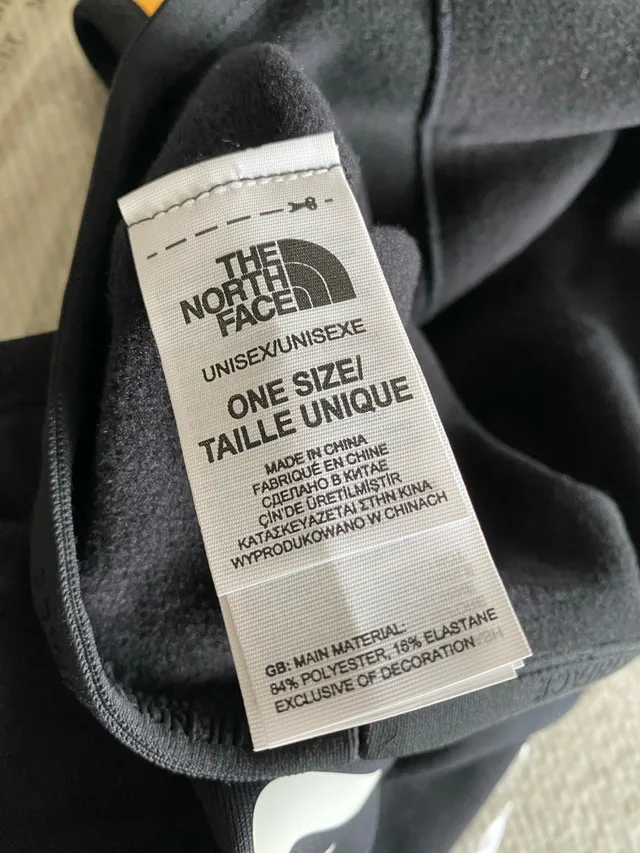 THE
NORTH
FACE
UNISEX/UNISEXE
ONE SIZE/
TAILLE UNIQUE
MADE IN CHINA
FABRIQUÉ EN CHINE
СДЕЛАНО В КИТАЕ
ÇİN'DE ÜRETİLMİŞTİR
ΚΑΤΑΣΚΕΥΑΖΕΤΑΙ ΣΤΗΝ ΚΙΝΑ
WYPRODUKOWANO W CHINACH
GB: MAIN MATERIAL:
84% POLYESTER, 16% ELASTANE
EXCLUSIVE OF DECORATION